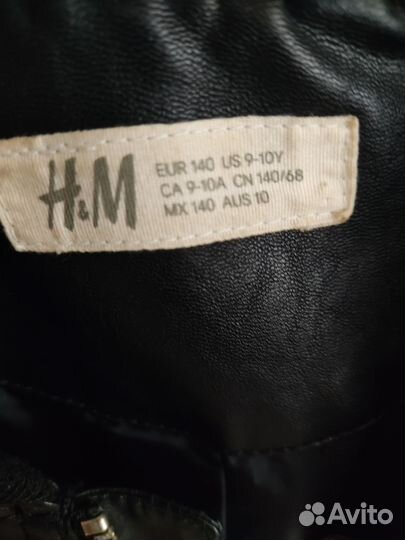 H&M
EUR 140 US 9-10Y
CA 9-10A CN 140/68
MX 140 AUS 10
Avito